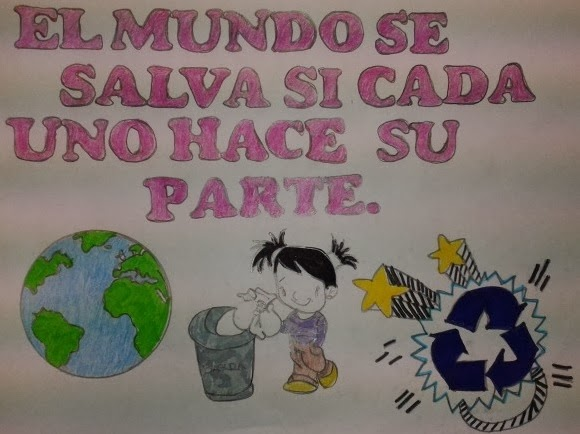 EL MUNDO SE
SALVA SI CADA
UNO HACE SU
PARTE.